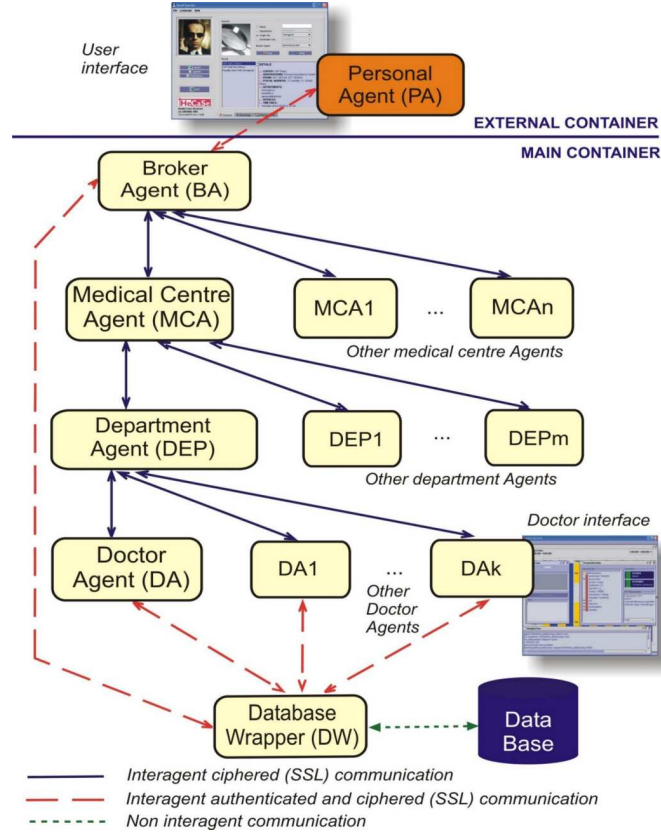 User
interface
HeCaSe
Personal
Agent (PA)
EXTERNAL CONTAINER
MAIN CONTAINER
Broker
Agent (BA)
Medical Centre
Agent (MCA)
MCA1
...
MCAn
Other medical centre Agents
Department
Agent (DEP)
DEP1
...
DEPm
Other department Agents
Doctor interface
Doctor
Agent (DA)
DA1
...
DAk
Other
Doctor
Agents
Database
Wrapper (DW)
Data
Base
Interagent ciphered (SSL) communication
Interagent authenticated and ciphered (SSL) communication
Non interagent communication